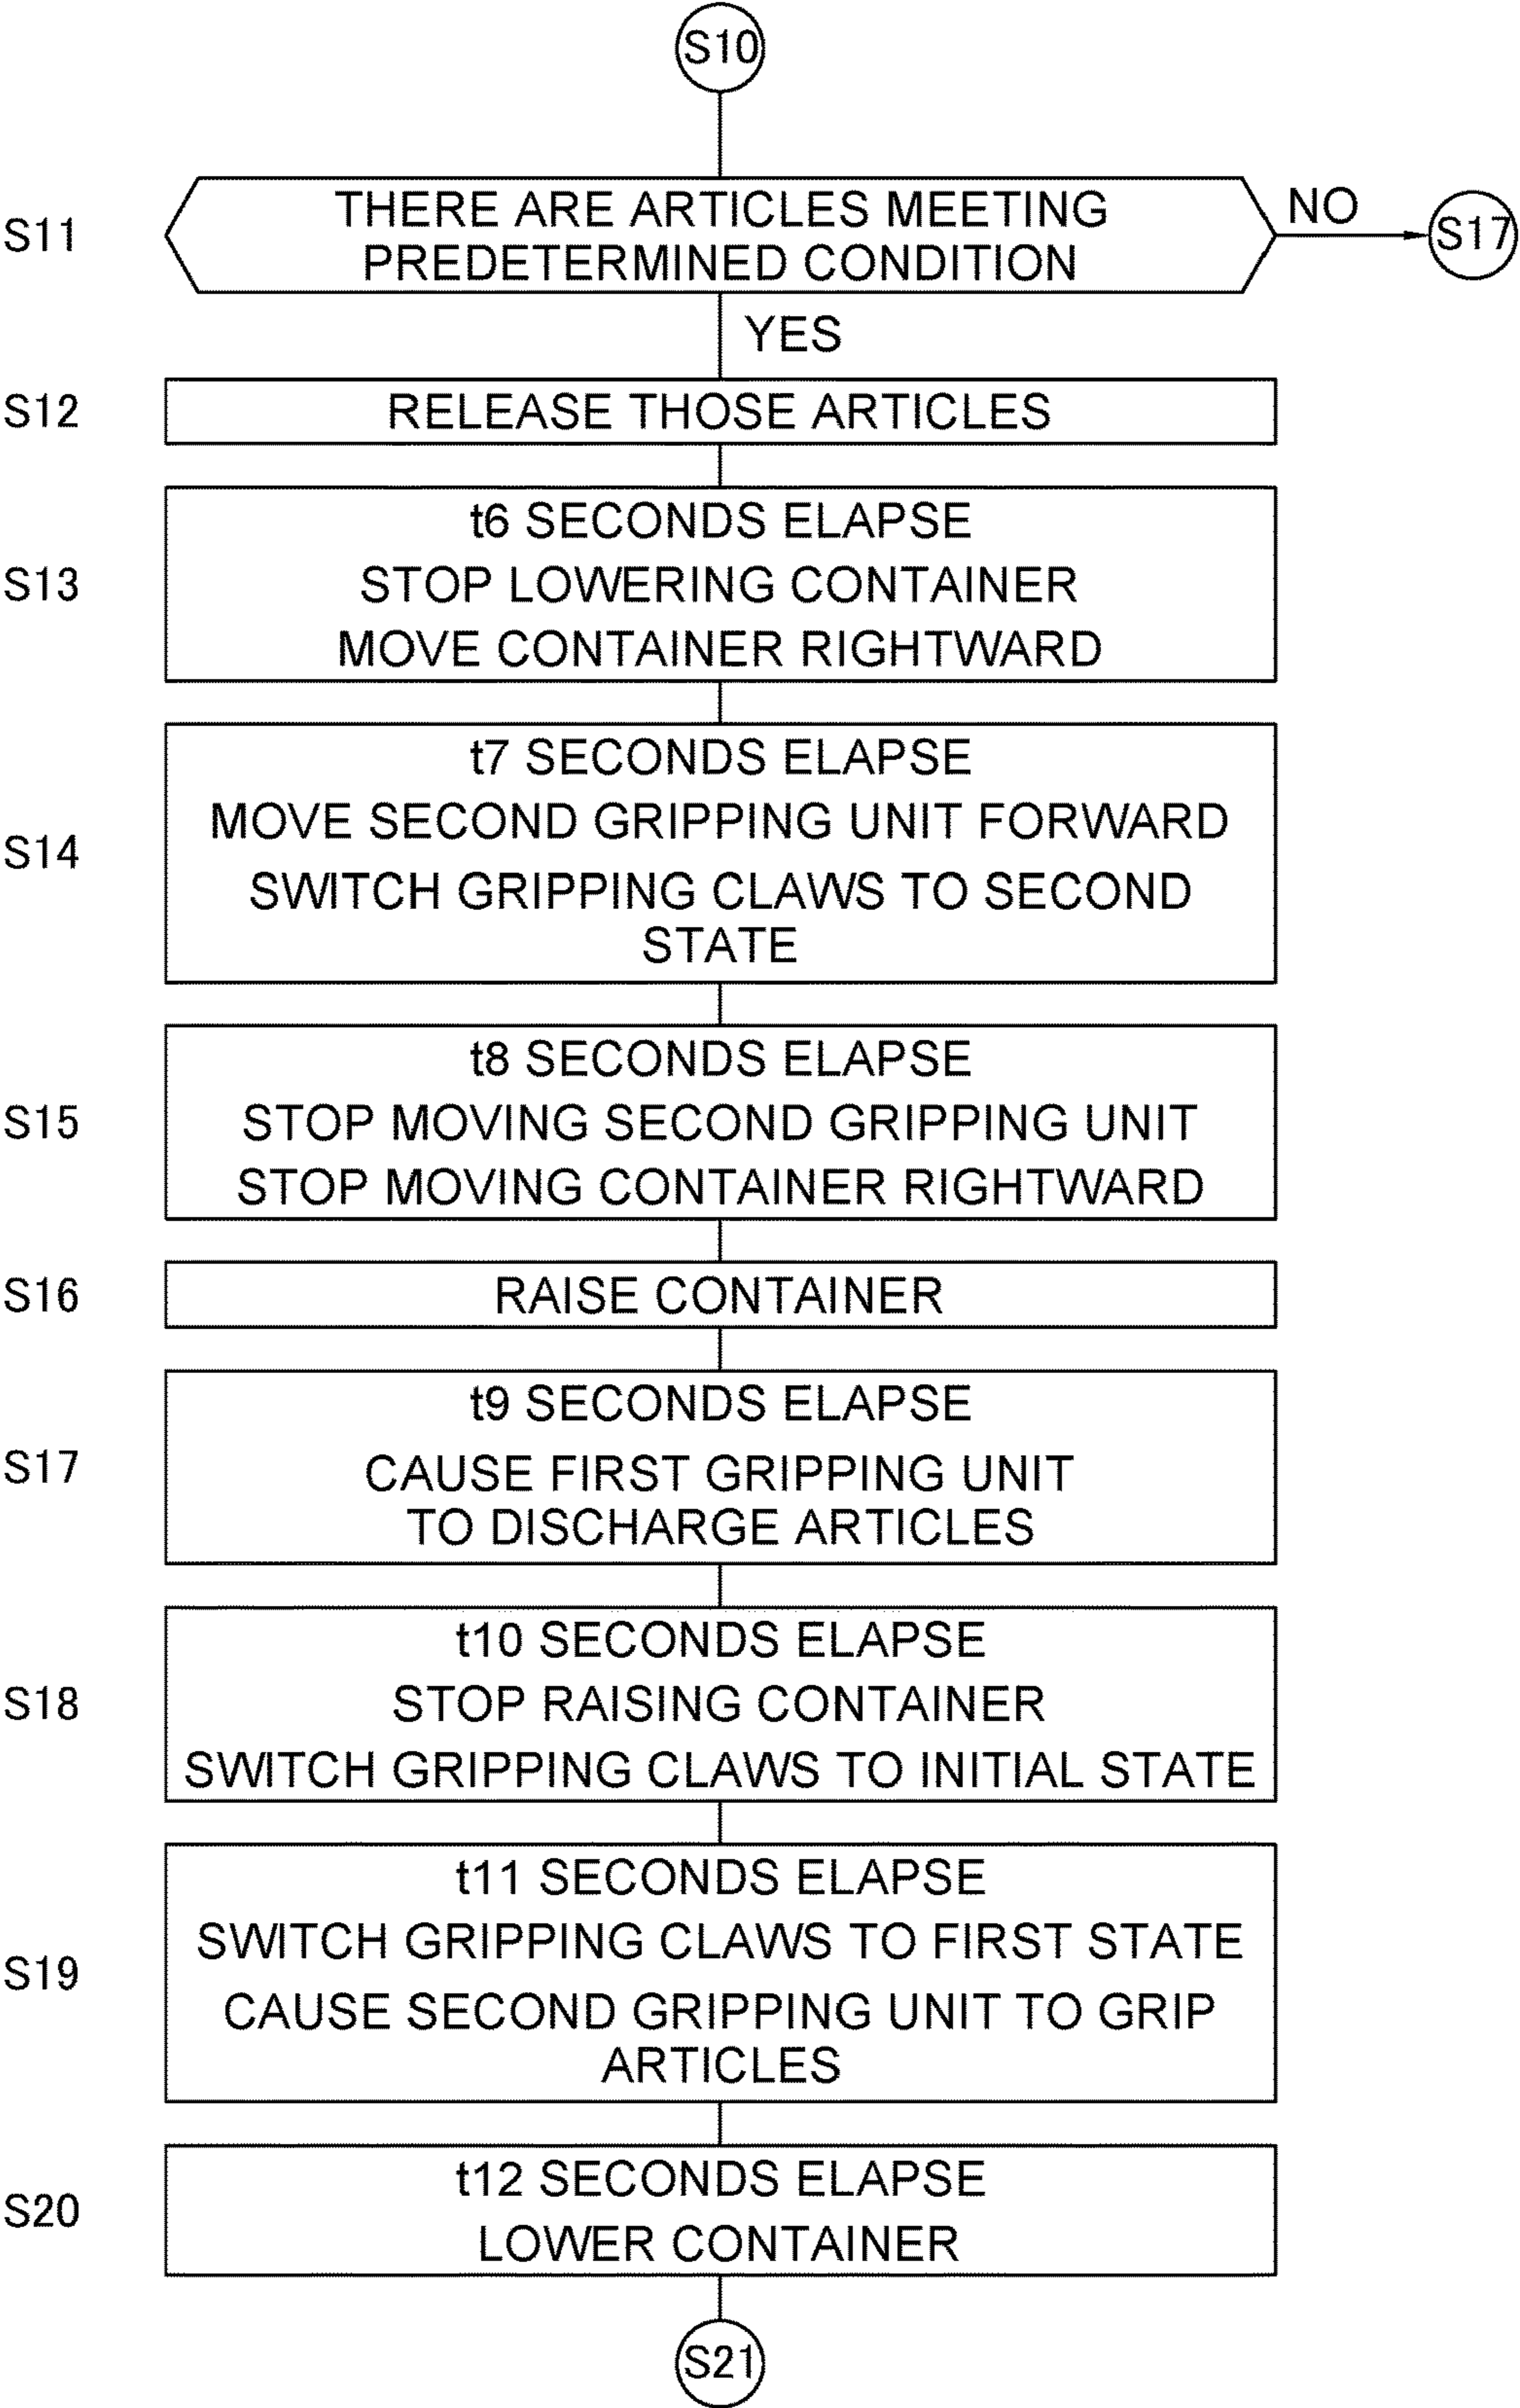 S10
S11
THERE ARE ARTICLES MEETING
PREDETERMINED CONDITION
NO
S17
YES
S12
RELEASE THOSE ARTICLES
S13
t6 SECONDS ELAPSE
STOP LOWERING CONTAINER
MOVE CONTAINER RIGHTWARD
S14
t7 SECONDS ELAPSE
MOVE SECOND GRIPPING UNIT FORWARD
SWITCH GRIPPING CLAWS TO SECOND
STATE
S15
t8 SECONDS ELAPSE
STOP MOVING SECOND GRIPPING UNIT
STOP MOVING CONTAINER RIGHTWARD
S16
RAISE CONTAINER
S17
t9 SECONDS ELAPSE
CAUSE FIRST GRIPPING UNIT
TO DISCHARGE ARTICLES
S18
t10 SECONDS ELAPSE
STOP RAISING CONTAINER
SWITCH GRIPPING CLAWS TO INITIAL STATE
S19
t11 SECONDS ELAPSE
SWITCH GRIPPING CLAWS TO FIRST STATE
CAUSE SECOND GRIPPING UNIT TO GRIP
ARTICLES
S20
t12 SECONDS ELAPSE
LOWER CONTAINER
S21